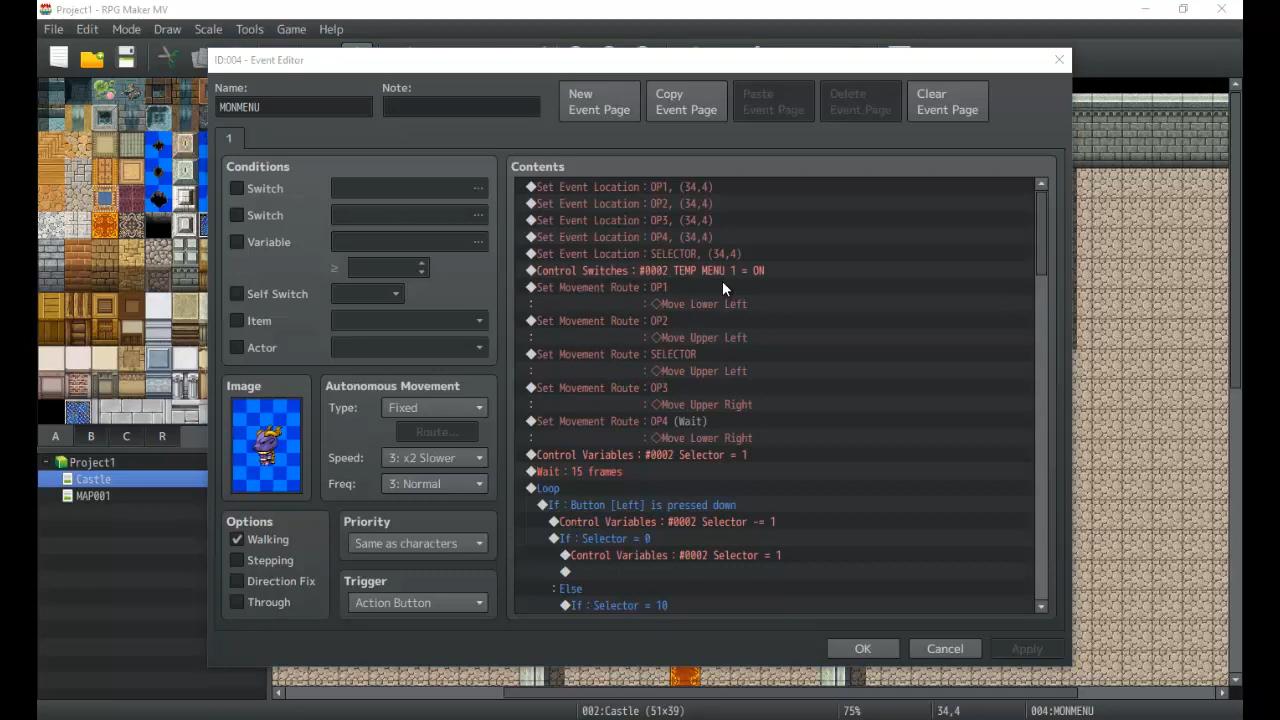 Project1 - RPG Maker MV
File Edit Mode Draw Scale Tools Game Help
ID:004 - Event Editor
Name:
MONMENU
Note:
New Event Page
Copy Event Page
Paste Event Page
Delete Event Page
Clear Event Page
1
Conditions
Switch ...
Switch ...
Variable ...
≥
Self Switch
Item
Actor
Image
Autonomous Movement
Type: Fixed
Route...
Speed: 3: x2 Slower
Freq: 3: Normal
Options
Walking
Stepping
Direction Fix
Through
Priority
Same as characters
Trigger
Action Button
Contents
◆Set Event Location : OP1, (34,4)
◆Set Event Location : OP2, (34,4)
◆Set Event Location : OP3, (34,4)
◆Set Event Location : OP4, (34,4)
◆Set Event Location : SELECTOR, (34,4)
◆Control Switches : #0002 TEMP MENU 1 = ON
◆Set Movement Route : OP1
: : ◇Move Lower Left
◆Set Movement Route : OP2
: : ◇Move Upper Left
◆Set Movement Route : SELECTOR
: : ◇Move Upper Left
◆Set Movement Route : OP3
: : ◇Move Upper Right
◆Set Movement Route : OP4 (Wait)
: : ◇Move Lower Right
◆Control Variables : #0002 Selector = 1
◆Wait : 15 frames
◆Loop
◆If : Button [Left] is pressed down
◆Control Variables : #0002 Selector -= 1
◆If : Selector = 0
◆Control Variables : #0002 Selector = 1
◆
: Else
◆If : Selector = 10
OK Cancel Apply
A B C R
Project1
Castle
MAP001
002:Castle (51x39) 75% 34,4 004:MONMENU